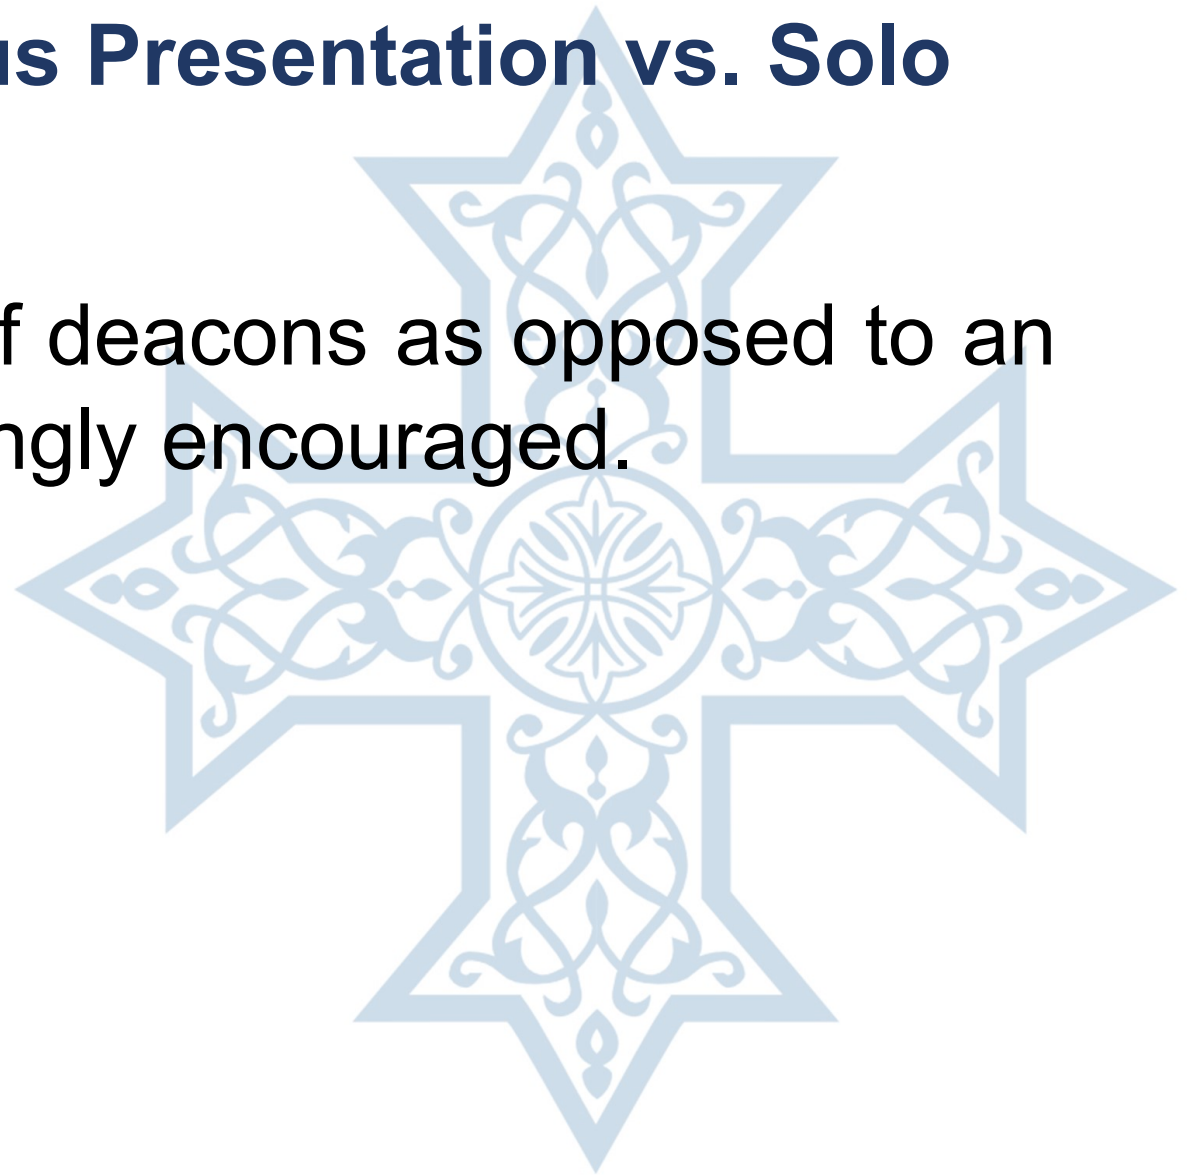 us Presentation vs. Solo
f deacons as opposed to an
ngly encouraged.